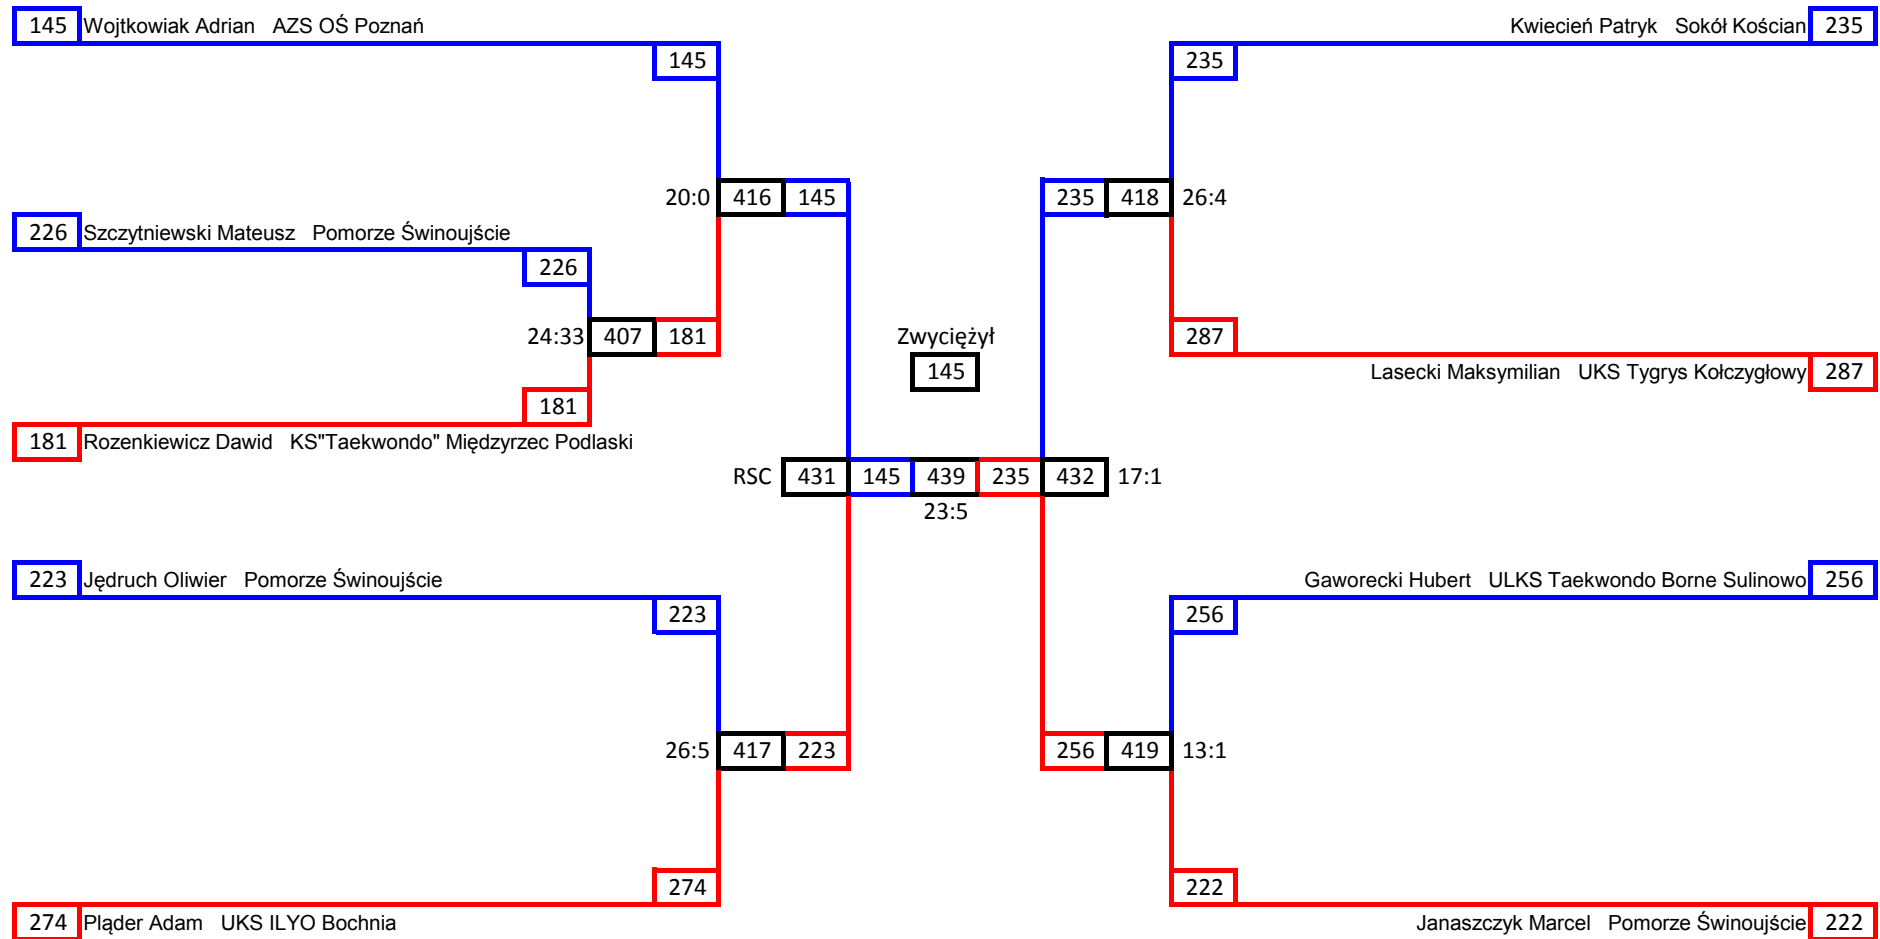 145 Wojtkowiak Adrian AZS OŚ Poznań
Kwiecień Patryk Sokół Kościan 235
145
235
20:0 416 145
235 418 26:4
226 Szczytniewski Mateusz Pomorze Świnoujście
226
24:33 407 181
Zwyciężył
287
145
Lasecki Maksymilian UKS Tygrys Kołczygłowy 287
181
181 Rozenkiewicz Dawid KS"Taekwondo" Międzyrzec Podlaski
RSC 431 145 439 235 432 17:1
23:5
223 Jędruch Oliwier Pomorze Świnoujście
Gaworecki Hubert ULKS Taekwondo Borne Sulinowo 256
223
256
26:5 417 223
256 419 13:1
274
222
274 Pląder Adam UKS ILYO Bochnia
Janaszczyk Marcel Pomorze Świnoujście 222